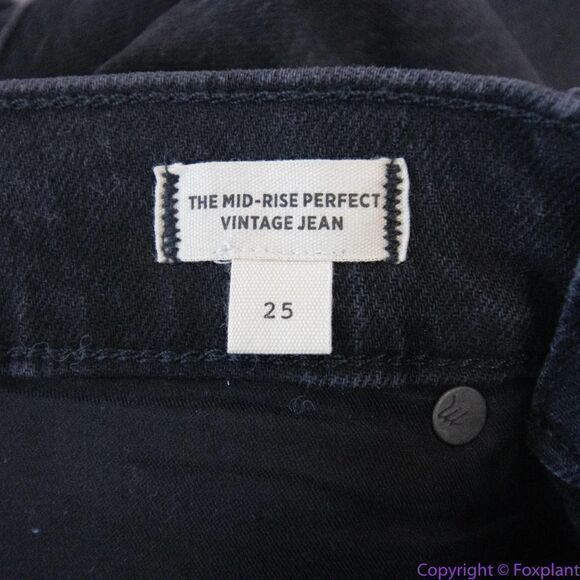 THE MID-RISE PERFECT
VINTAGE JEAN
25
Copyright © Foxplant